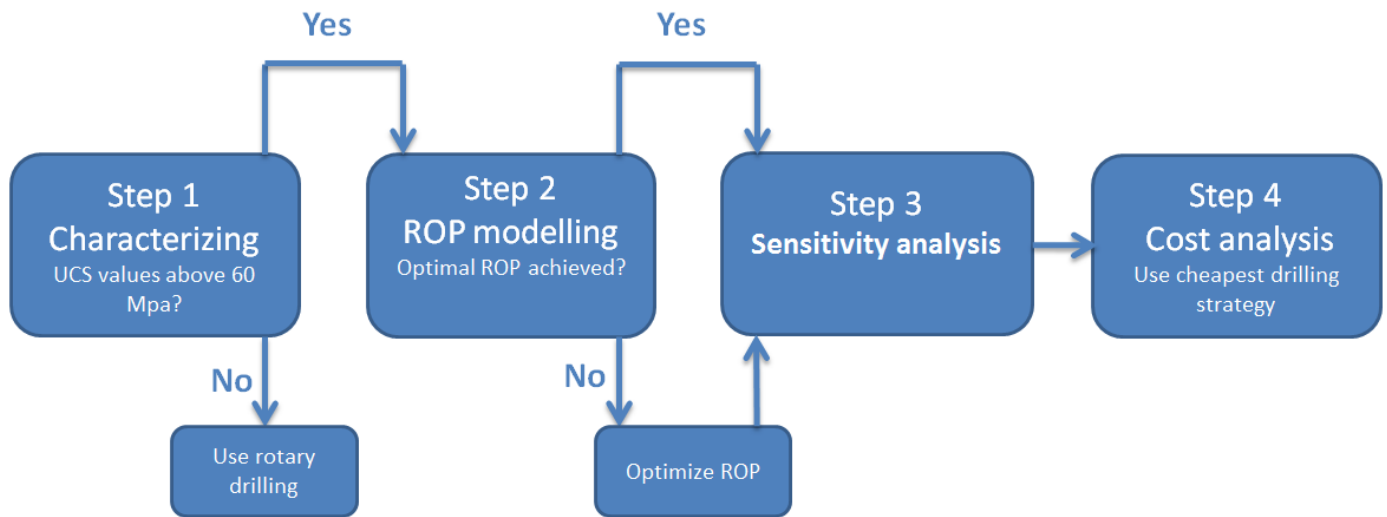 Yes
Yes
Step 1
Characterizing
UCS values above 60
Mpa?
Step 2
ROP modelling
Optimal ROP achieved?
Step 3
Sensitivity analysis
Step 4
Cost analysis
Use cheapest drilling
strategy
No
No
Use rotary
drilling
Optimize ROP